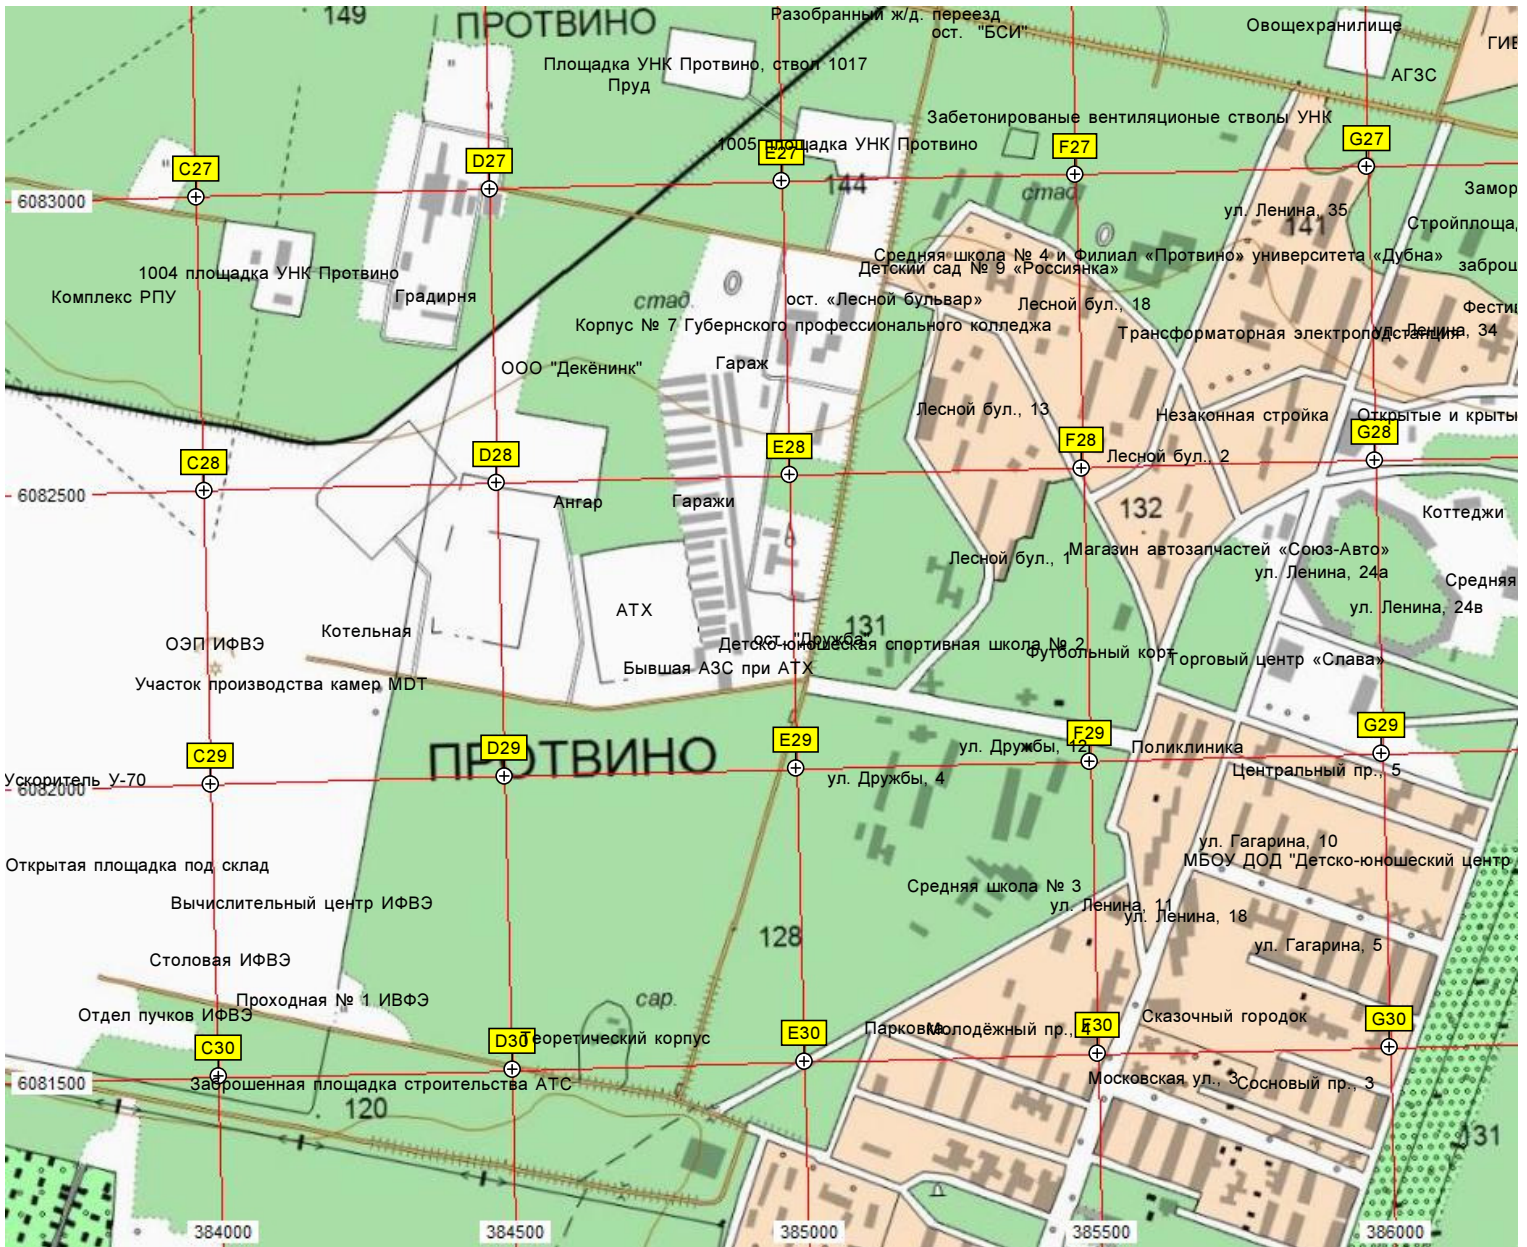 149
ПРОТВИНО
Разобранный ж/д. переезд
ост. "БСИ"
Овощехранилище
Площадка УНК Протвино, ствол 1017
Пруд
АГЗС
Забетонированые вентиляционые стволы УНК
1005 площадка УНК Протвино
C27
D27
E27
F27
G27
6083000
144
стад.
ул. Ленина, 35
141
Замор
Стройплоща,
Средняя школа № 4 и Филиал «Протвино» университета «Дубна»
Детский сад № 9 «Россиянка»
заброш
1004 площадка УНК Протвино
Комплекс РПУ
Градирня
стад.
ост. «Лесной бульвар»
Лесной бул., 18
Корпус № 7 Губернского профессионального колледжа
Трансформаторная электроподстанция
ул. Ленина, 34
ООО "Декёнинк"
Гараж
Лесной бул., 13
Незаконная стройка
Открытые и крыты
C28
D28
E28
F28
G28
Лесной бул., 2
6082500
Ангар
Гаражи
132
Коттеджи
Лесной бул., 1
Магазин автозапчастей «Союз-Авто»
ул. Ленина, 24а
Средняя
АТХ
ул. Ленина, 24в
131
Котельная
ОЭП ИФВЭ
ост. "Дружба"
Детско-юношеская спортивная школа № 2
Футбольный корт
Торговый центр «Слава»
Бывшая АЗС при АТХ
Участок производства камер MDT
C29
D29
E29
F29
G29
ПРОТВИНО
ул. Дружбы, 12
Поликлиника
ул. Дружбы, 4
Центральный пр., 5
Ускоритель У-70
6082000
ул. Гагарина, 10
МБОУ ДОД "Детско-юношеский центр
Открытая площадка под склад
Средняя школа № 3
Вычислительный центр ИФВЭ
ул. Ленина, 11
ул. Ленина, 18
128
ул. Гагарина, 5
Столовая ИФВЭ
Проходная № 1 ИВФЭ
сар.
Отдел пучков ИФВЭ
Сказочный городок
C30
D30
E30
F30
G30
Теоретический корпус
Парковка
Молодёжный пр., 4
6081500
Заброшенная площадка строительства АТС
Московская ул., 3
Сосновый пр., 3
120
131
384000
384500
385000
385500
386000